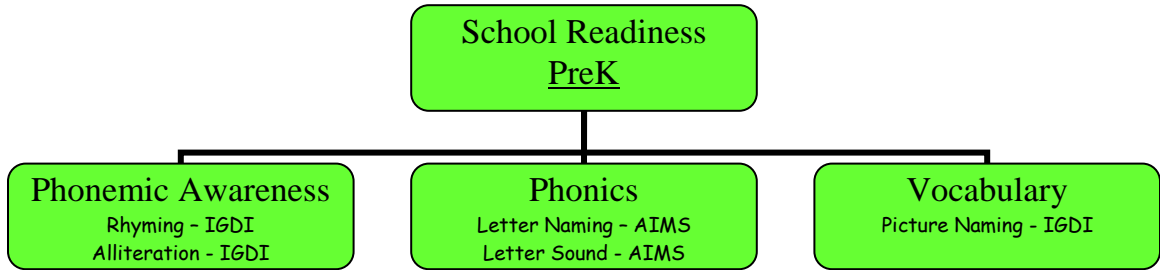 School Readiness
PreK
Phonemic Awareness
Rhyming – IGDI
Alliteration - IGDI
Phonics
Letter Naming – AIMS
Letter Sound - AIMS
Vocabulary
Picture Naming - IGDI